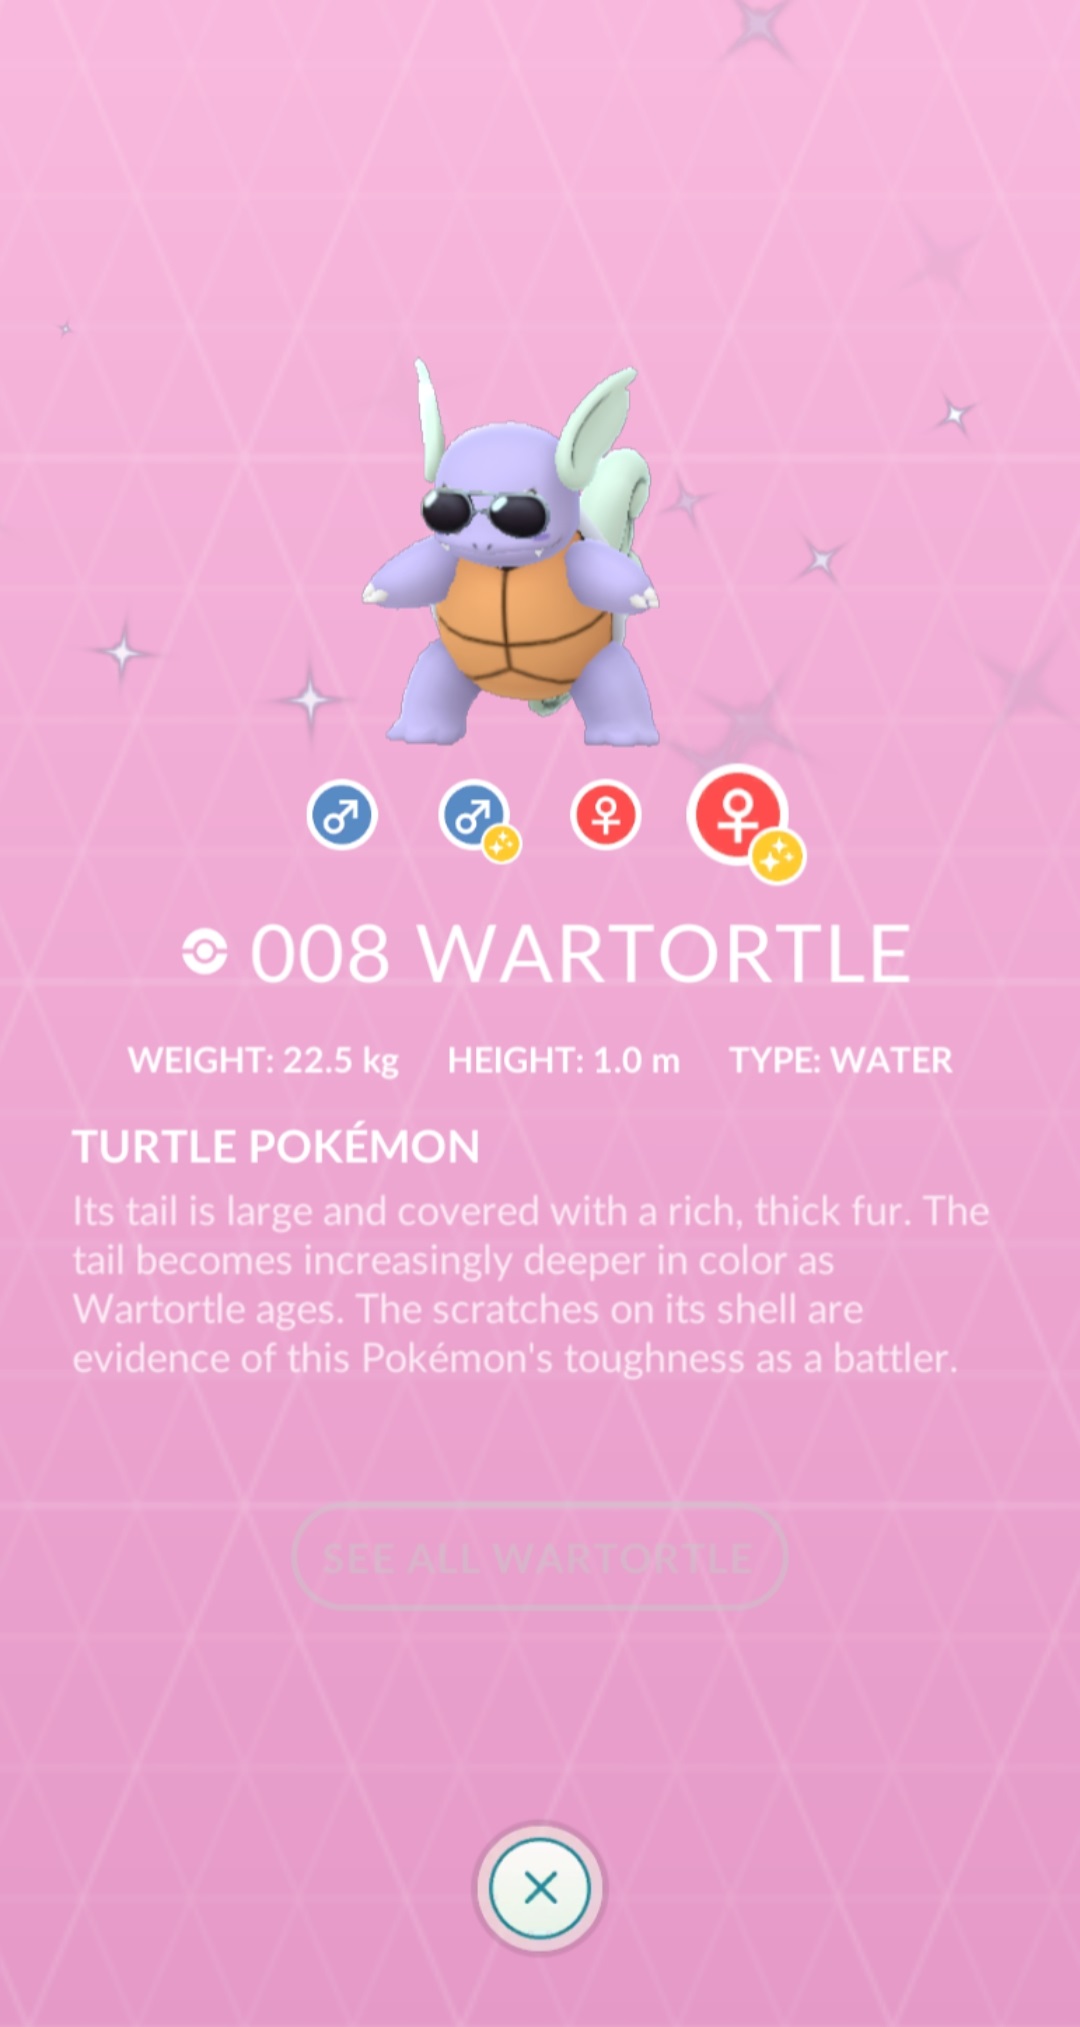 008 WARTORTLE
WEIGHT: 22.5 kg HEIGHT: 1.0 m TYPE: WATER
TURTLE POKÉMON
Its tail is large and covered with a rich, thick fur. The
tail becomes increasingly deeper in color as
Wartortle ages. The scratches on its shell are
evidence of this Pokémon's toughness as a battler.
SEE ALL WARTORTLE